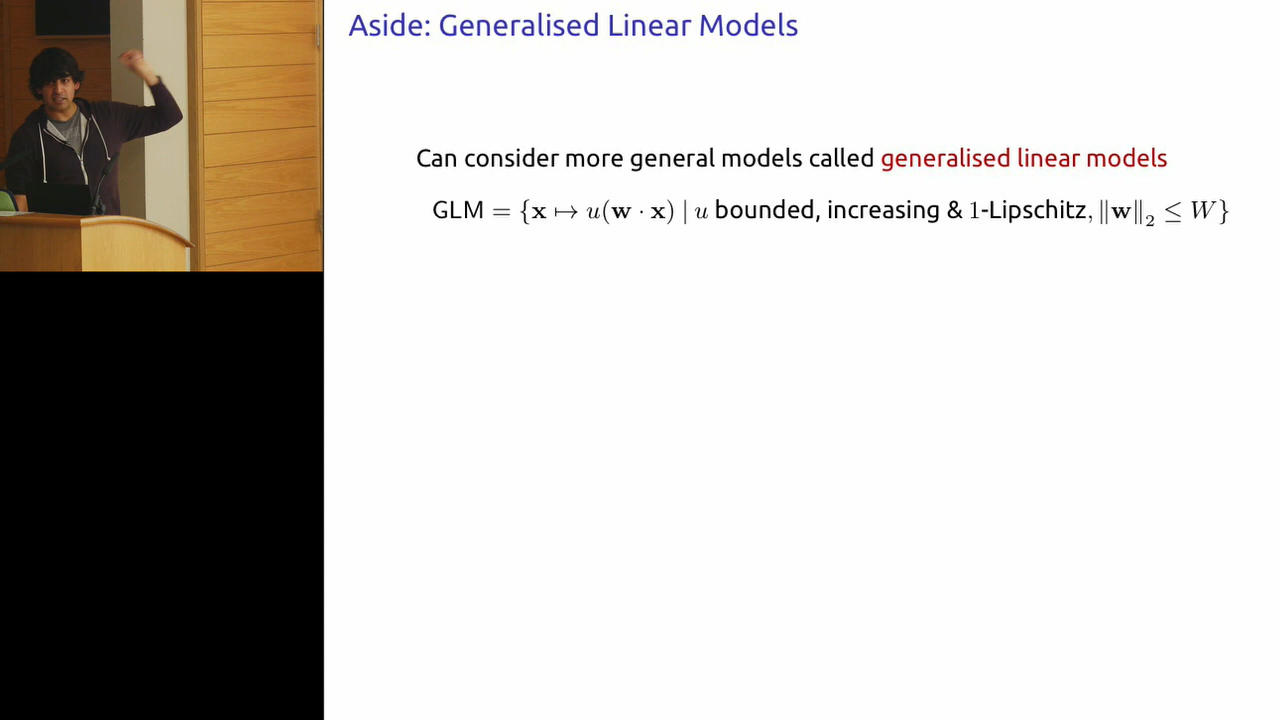 Aside: Generalised Linear Models
Can consider more general models called generalised linear models
GLM = {𝐱 ↦ u(𝐰 · 𝐱) | u bounded, increasing & 1-Lipschitz, ‖𝐰‖₂ ≤ W}